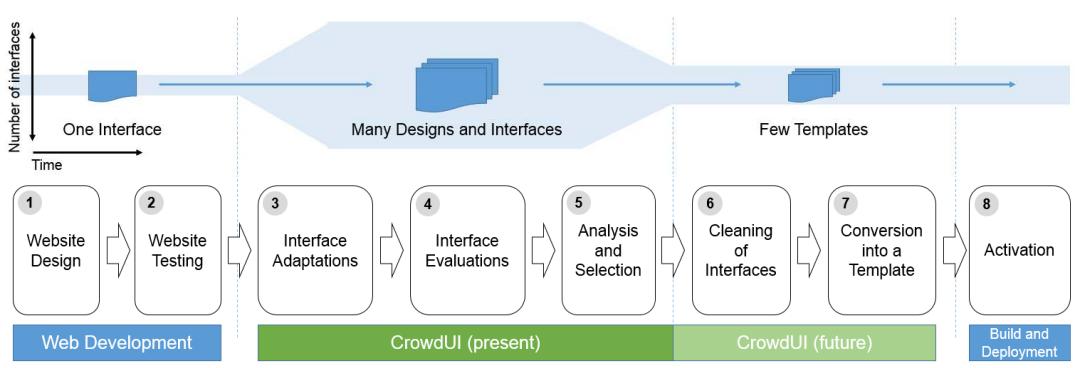 Number of interfaces
One Interface
Many Designs and Interfaces
Few Templates
Time
1
Website
Design
2
Website
Testing
3
Interface
Adaptations
4
Interface
Evaluations
5
Analysis
and
Selection
6
Cleaning
of
Interfaces
7
Conversion
into a
Template
8
Activation
Web Development
CrowdUI (present)
CrowdUI (future)
Build and
Deployment